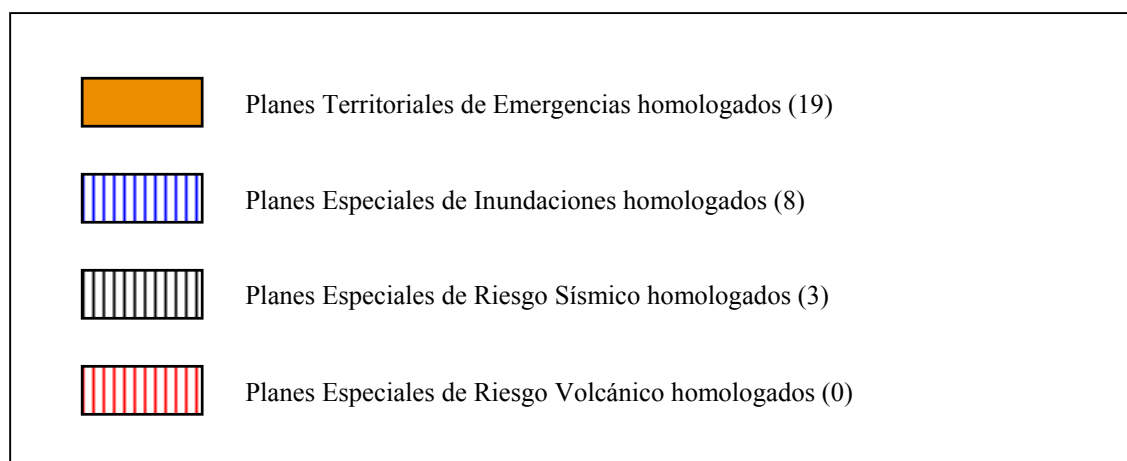 Planes Territoriales de Emergencias homologados (19)
Planes Especiales de Inundaciones homologados (8)
Planes Especiales de Riesgo Sísmico homologados (3)
Planes Especiales de Riesgo Volcánico homologados (0)